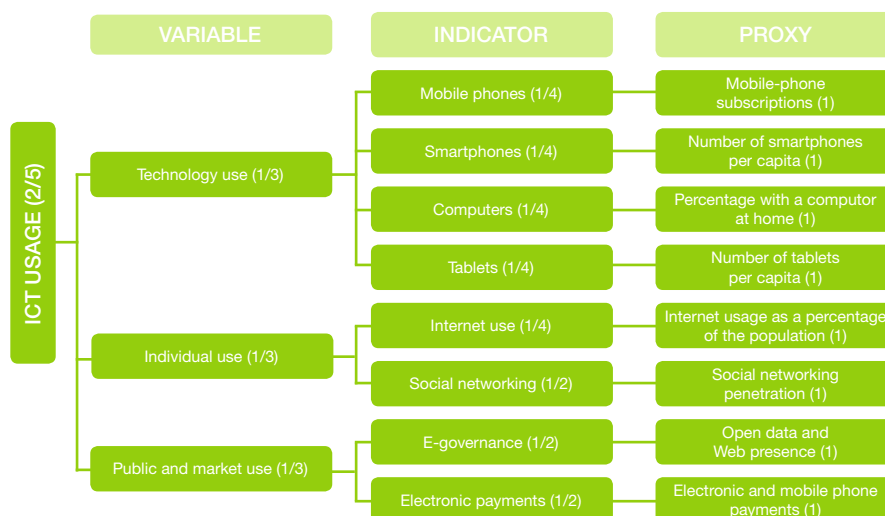 VARIABLE
INDICATOR
PROXY
ICT USAGE (2/5)
Technology use (1/3)
Mobile phones (1/4)
Mobile-phone
subscriptions (1)
Smartphones (1/4)
Number of smartphones
per capita (1)
Computers (1/4)
Percentage with a computor
at home (1)
Tablets (1/4)
Number of tablets
per capita (1)
Individual use (1/3)
Internet use (1/4)
Internet usage as a percentage
of the population (1)
Social networking (1/2)
Social networking
penetration (1)
Public and market use (1/3)
E-governance (1/2)
Open data and
Web presence (1)
Electronic payments (1/2)
Electronic and mobile phone
payments (1)